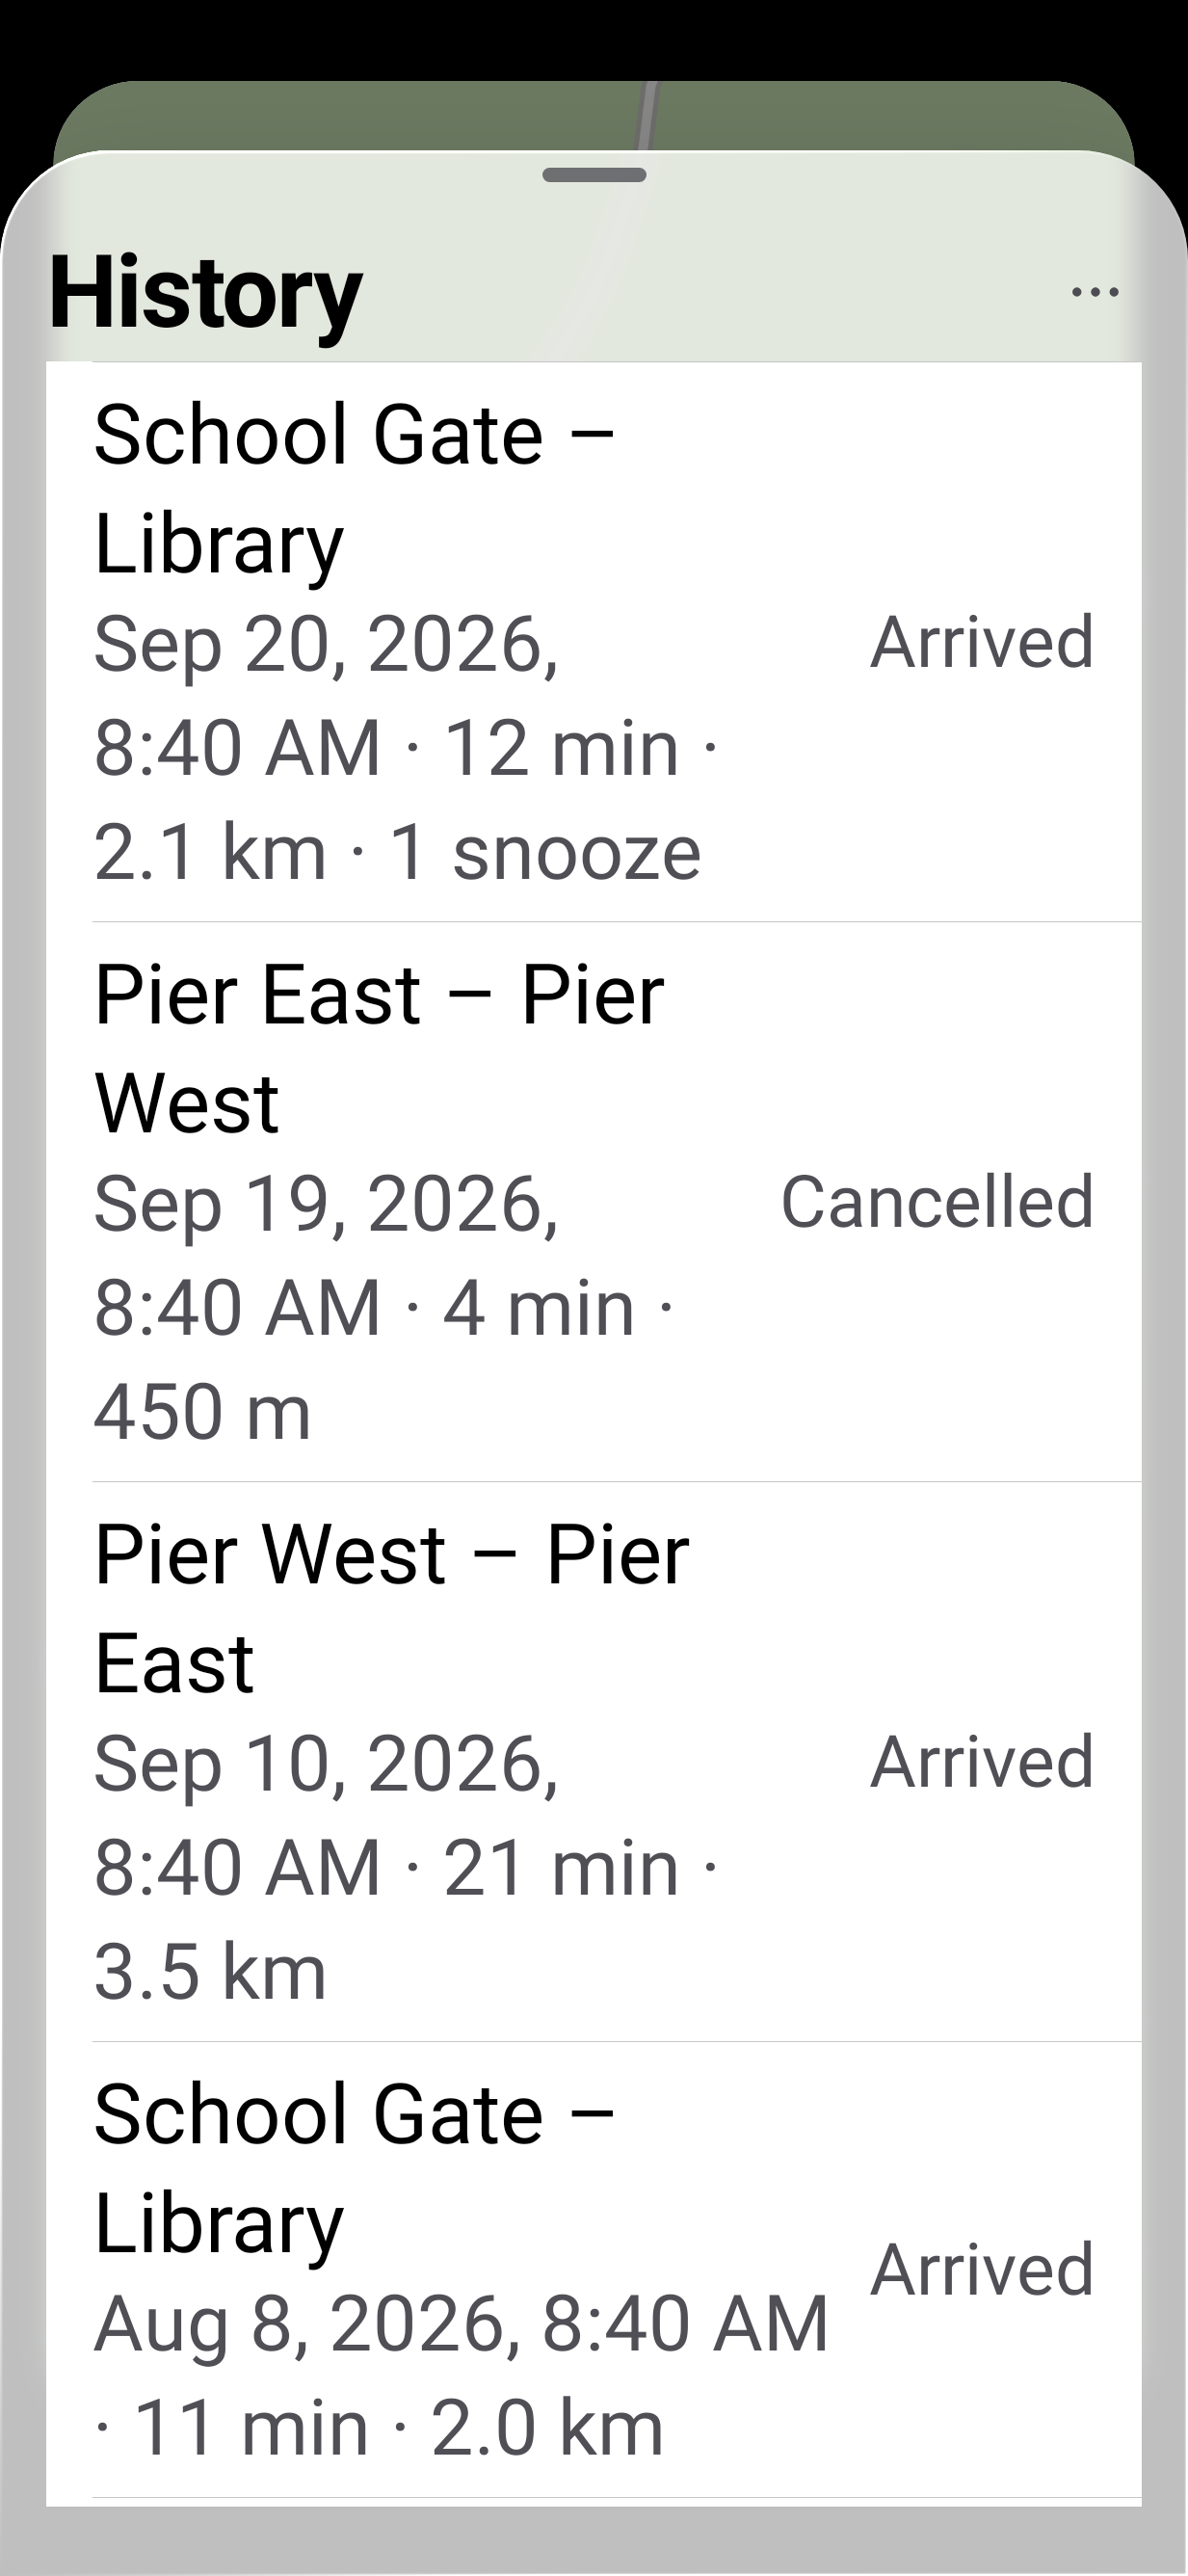 History
School Gate –
Library
Sep 20, 2026,
8:40 AM · 12 min ·
2.1 km · 1 snooze
Arrived
Pier East – Pier
West
Sep 19, 2026,
8:40 AM · 4 min ·
450 m
Cancelled
Pier West – Pier
East
Sep 10, 2026,
8:40 AM · 21 min ·
3.5 km
Arrived
School Gate –
Library
Aug 8, 2026, 8:40 AM
· 11 min · 2.0 km
Arrived